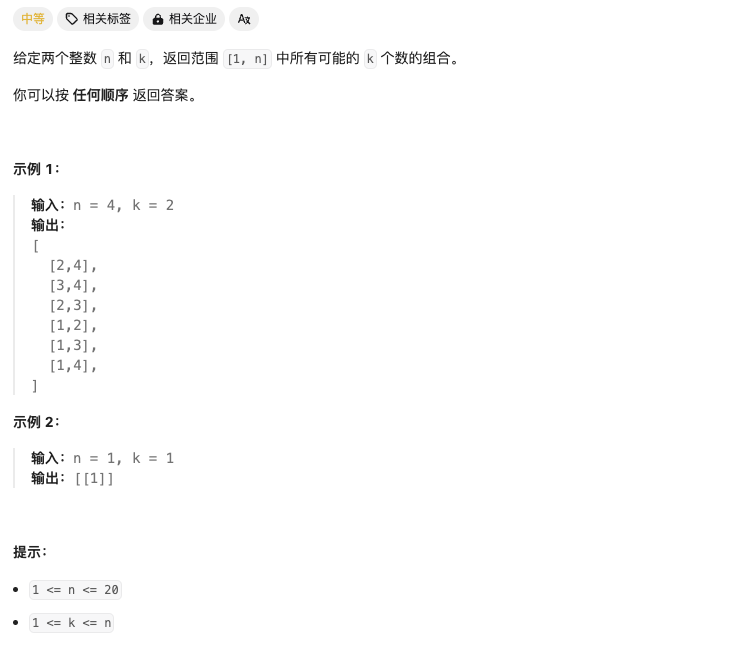 中等 相关标签 相关企业 Aあ
给定两个整数 n 和 k，返回范围 [1, n] 中所有可能的 k 个数的组合。
你可以按 任何顺序 返回答案。
示例 1：
输入：n = 4, k = 2
输出：
[
[2,4],
[3,4],
[2,3],
[1,2],
[1,3],
[1,4],
]
示例 2：
输入：n = 1, k = 1
输出：[[1]]
提示：
1 <= n <= 20
1 <= k <= n